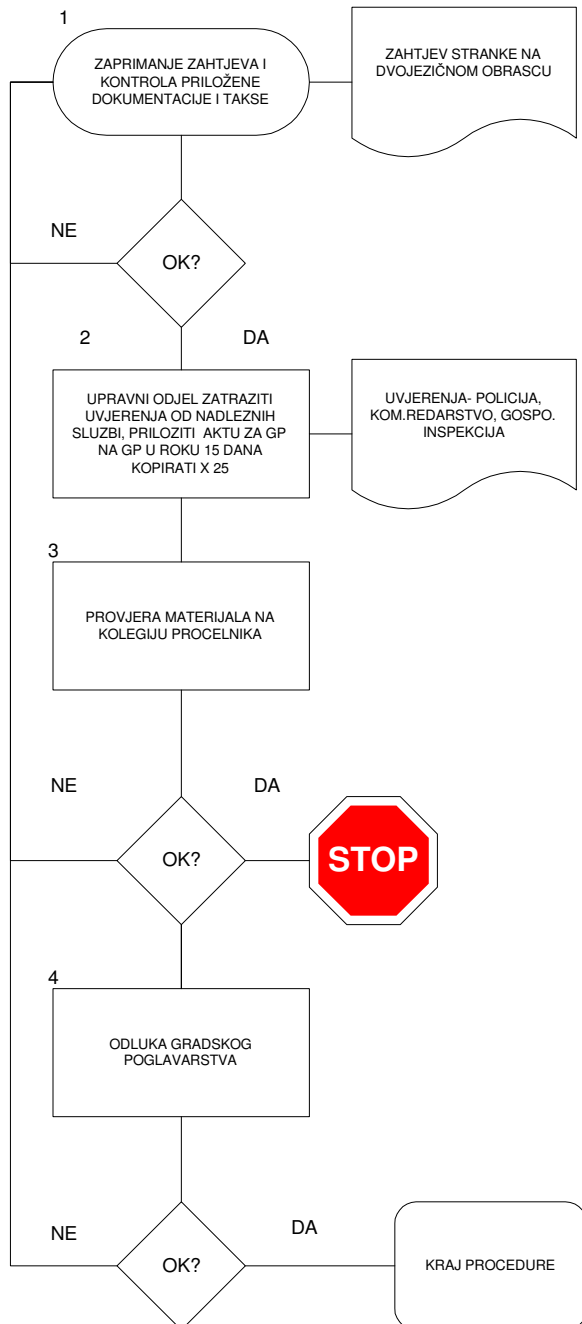 1
ZAPRIMANJE ZAHTJEVA I
KONTROLA PRILOŽENE
DOKUMENTACIJE I TAKSE
ZAHTJEV STRANKE NA
DVOJEZIČNOM OBRASCU
NE
OK?
2
DA
UPRAVNI ODJEL ZATRAZITI
UVJERENJA OD NADLEZNIH
SLUZBI, PRILOZITI AKTU ZA GP
NA GP U ROKU 15 DANA
KOPIRATI X 25
UVJERENJA- POLICIJA,
KOM.REDARSTVO, GOSPO.
INSPEKCIJA
3
PROVJERA MATERIJALA NA
KOLEGIJU PROCELNIKA
NE
DA
OK?
STOP
4
ODLUKA GRADSKOG
POGLAVARSTVA
NE
DA
OK?
KRAJ PROCEDURE